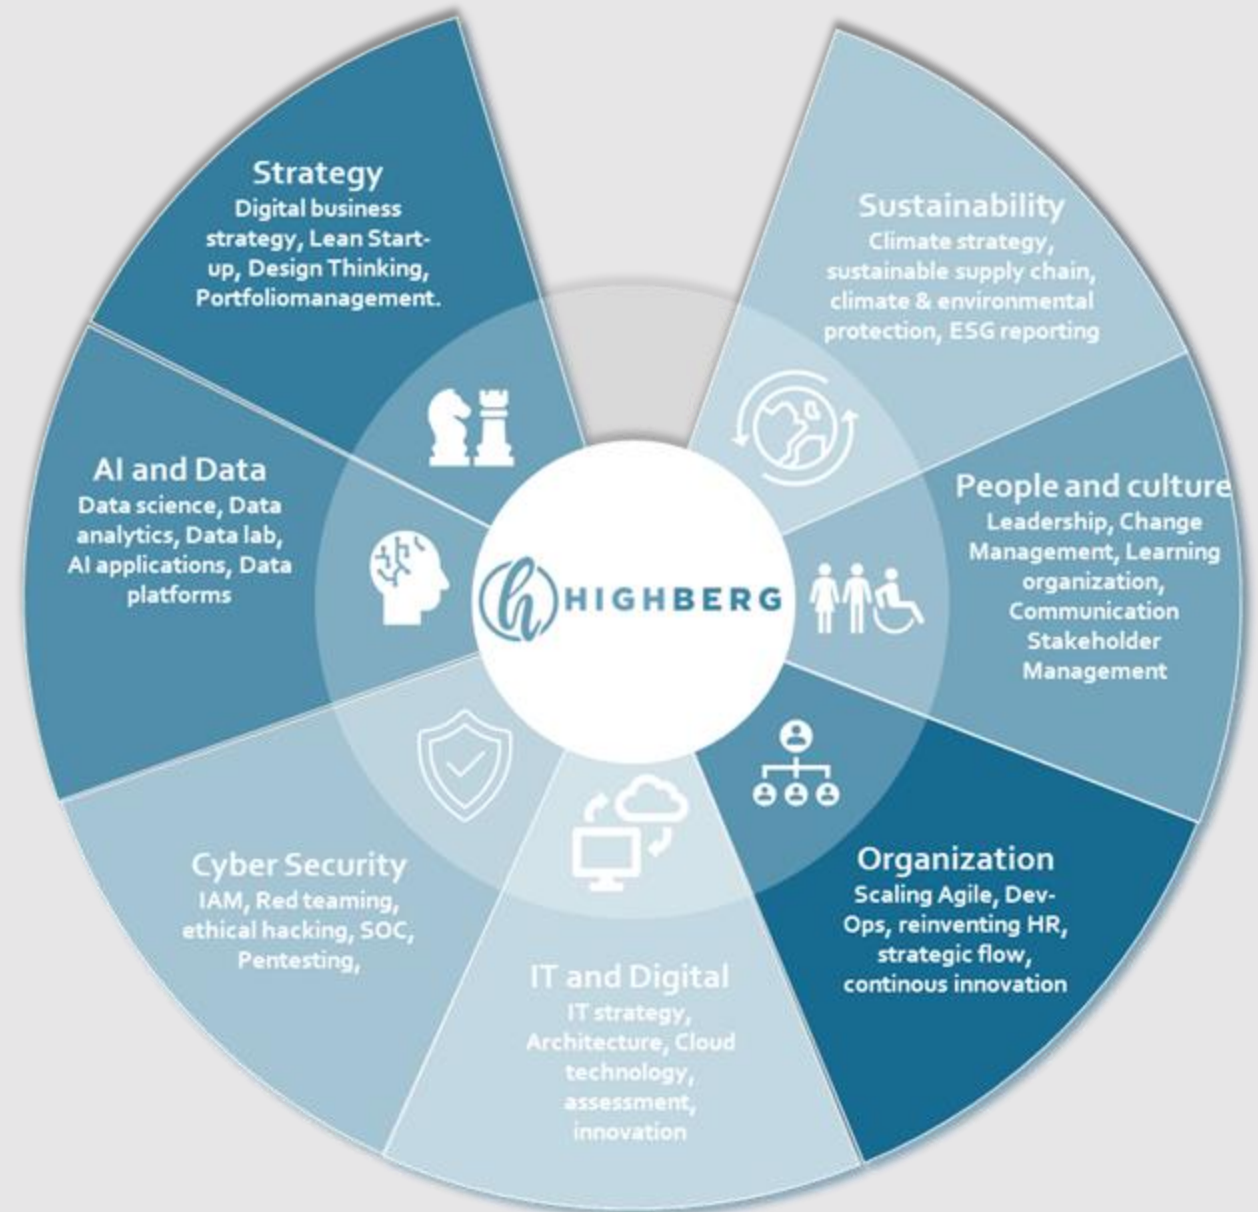 Strategy
Digital business
strategy, Lean Start-
up, Design Thinking,
Portfoliomanagement.
Sustainability
Climate strategy,
sustainable supply chain,
climate & environmental
protection, ESG reporting
AI and Data
Data science, Data
analytics, Data lab,
AI applications, Data
platforms
HIGHBERG
People and culture
Leadership, Change
Management, Learning
organization,
Communication
Stakeholder
Management
Cyber Security
IAM, Red teaming,
ethical hacking, SOC,
Pentesting,
IT and Digital
IT strategy,
Architecture, Cloud
technology,
assessment,
innovation
Organization
Scaling Agile, Dev-
Ops, reinventing HR,
strategic flow,
continous innovation